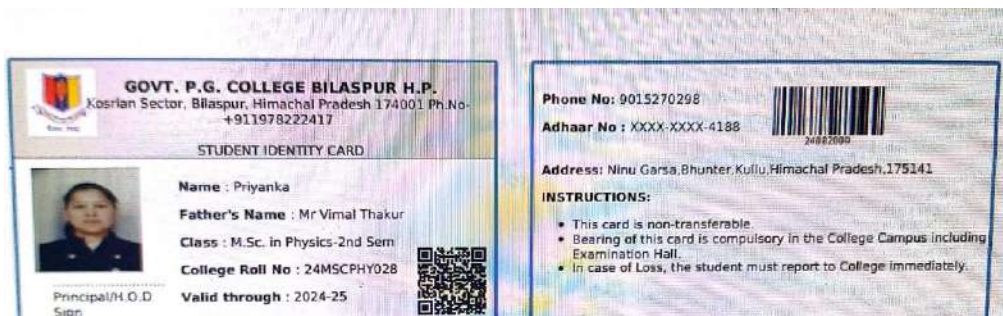 GOVT. P.G. COLLEGE BILASPUR H.P.
Kosrian Sector, Bilaspur, Himachal Pradesh 174001 Ph.No-
+911978222417
STUDENT IDENTITY CARD
Name : Priyanka
Father's Name : Mr Vimal Thakur
Class : M.Sc. in Physics-2nd Sem
College Roll No : 24MSCPHY028
Valid through : 2024-25
Principal/H.O.D
Sign
Phone No: 9015270298
Adhaar No : XXXX-XXXX-4188
24882000
Address: Ninu Garsa,Bhunter,Kullu,Himachal Pradesh,175141
INSTRUCTIONS:
• This card is non-transferable.
• Bearing of this card is compulsory in the College Campus including
Examination Hall.
• In case of Loss, the student must report to College immediately.